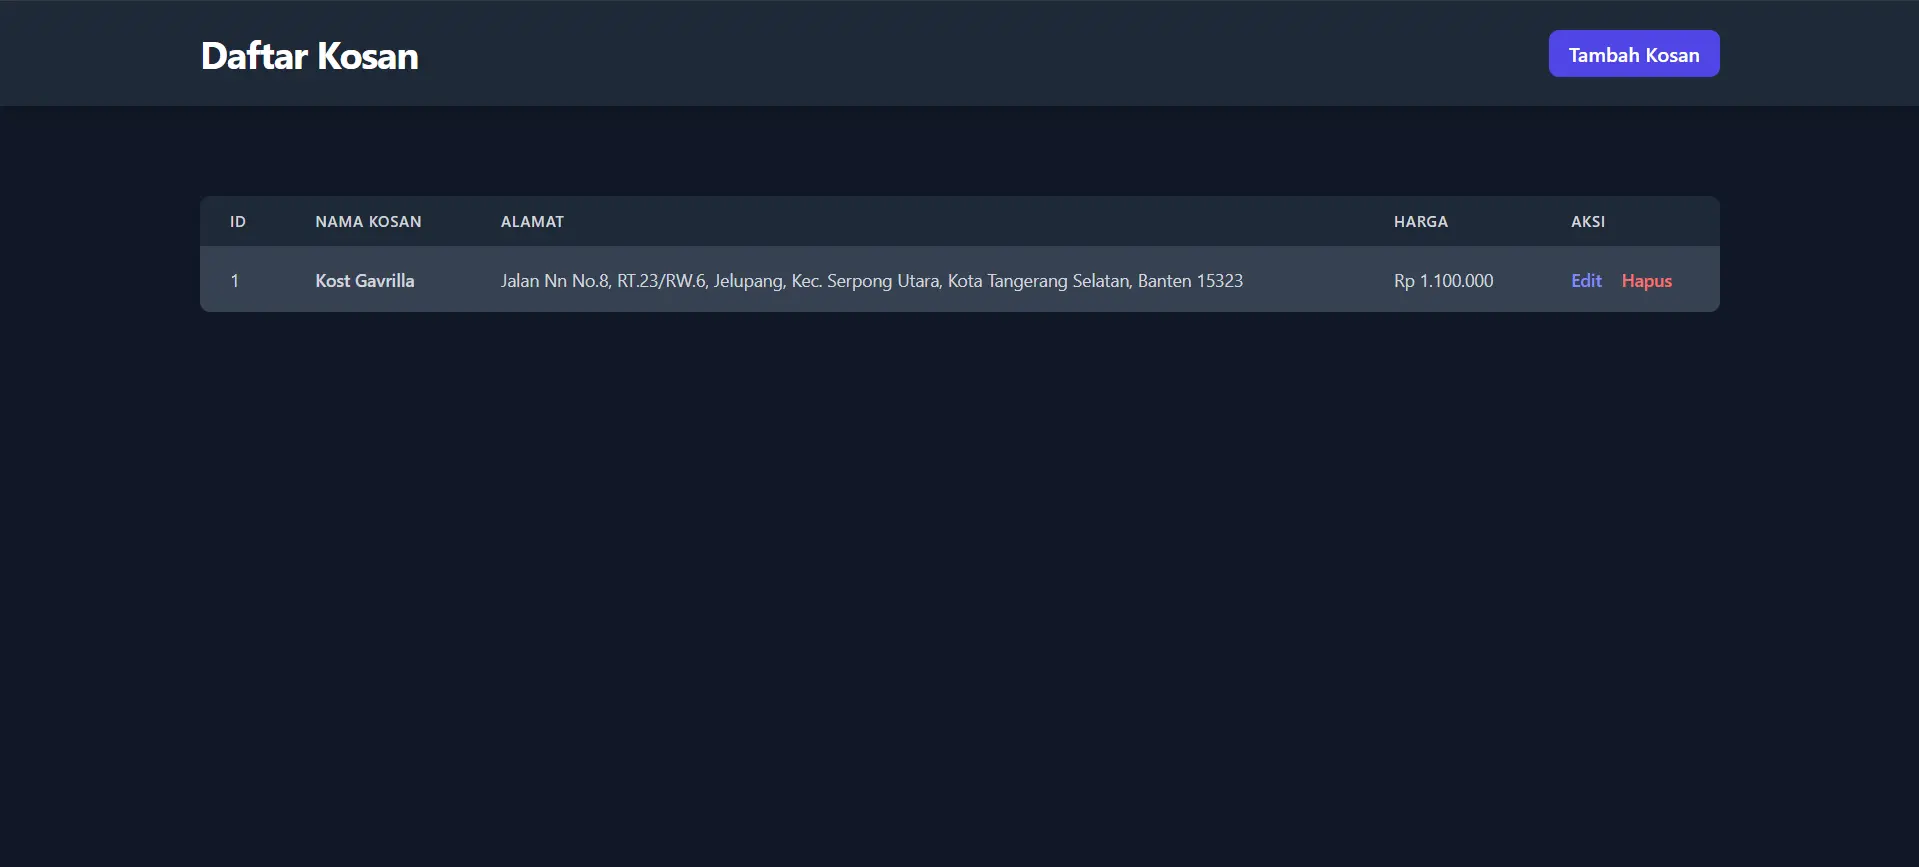 Daftar Kosan
Tambah Kosan
ID NAMA KOSAN ALAMAT HARGA AKSI
1 Kost Gavrilla Jalan Nn No.8, RT.23/RW.6, Jelupang, Kec. Serpong Utara, Kota Tangerang Selatan, Banten 15323 Rp 1.100.000 Edit Hapus